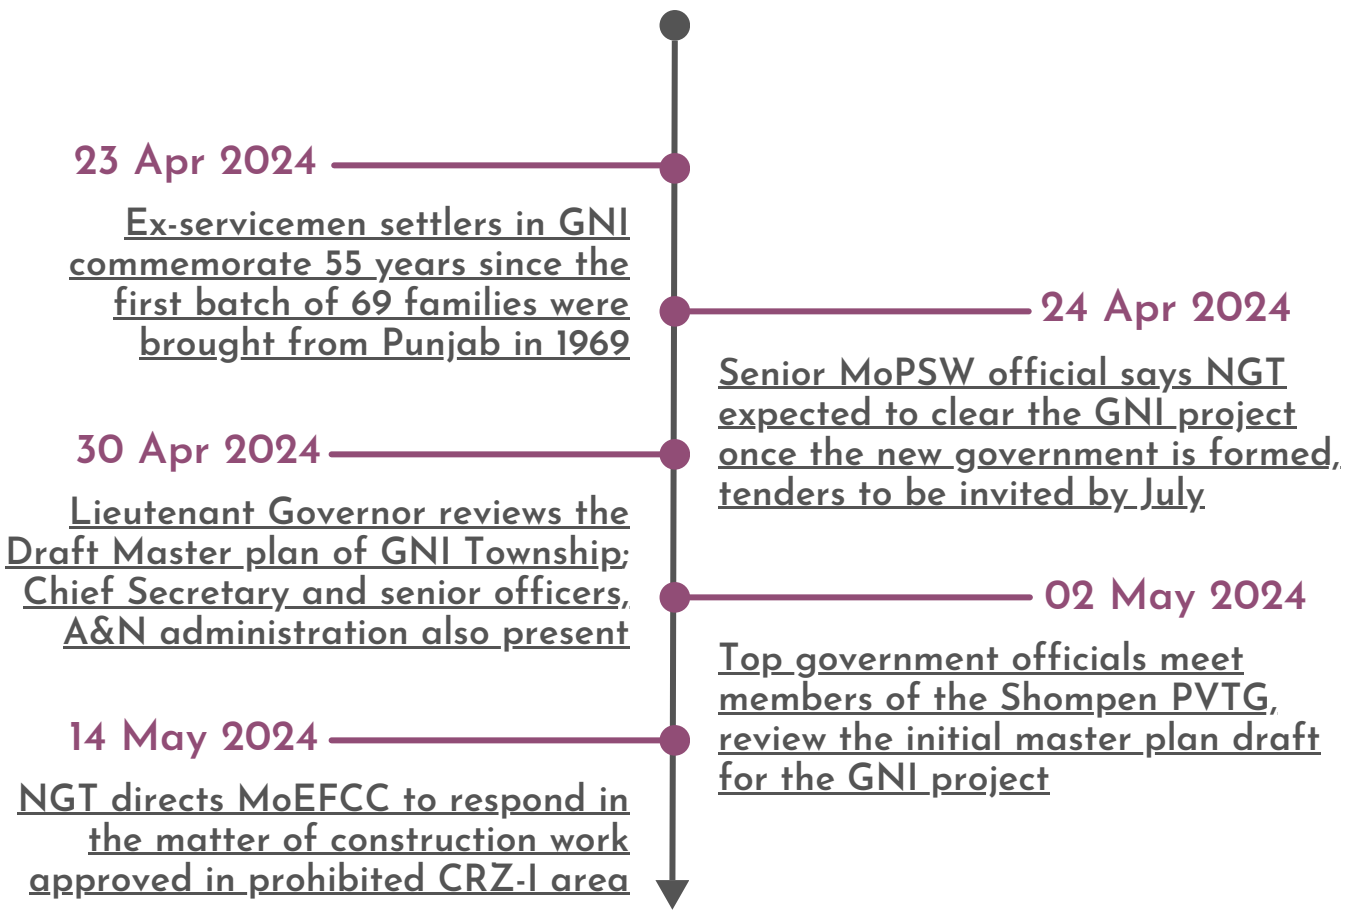 23 Apr 2024
Ex-servicemen settlers in GNI
commemorate 55 years since the
first batch of 69 families were
brought from Punjab in 1969
24 Apr 2024
Senior MoPSW official says NGT
expected to clear the GNI project
once the new government is formed,
tenders to be invited by July
30 Apr 2024
Lieutenant Governor reviews the
Draft Master plan of GNI Township;
Chief Secretary and senior officers,
A&N administration also present
02 May 2024
Top government officials meet
members of the Shompen PVTG,
review the initial master plan draft
for the GNI project
14 May 2024
NGT directs MoEFCC to respond in
the matter of construction work
approved in prohibited CRZ-I area